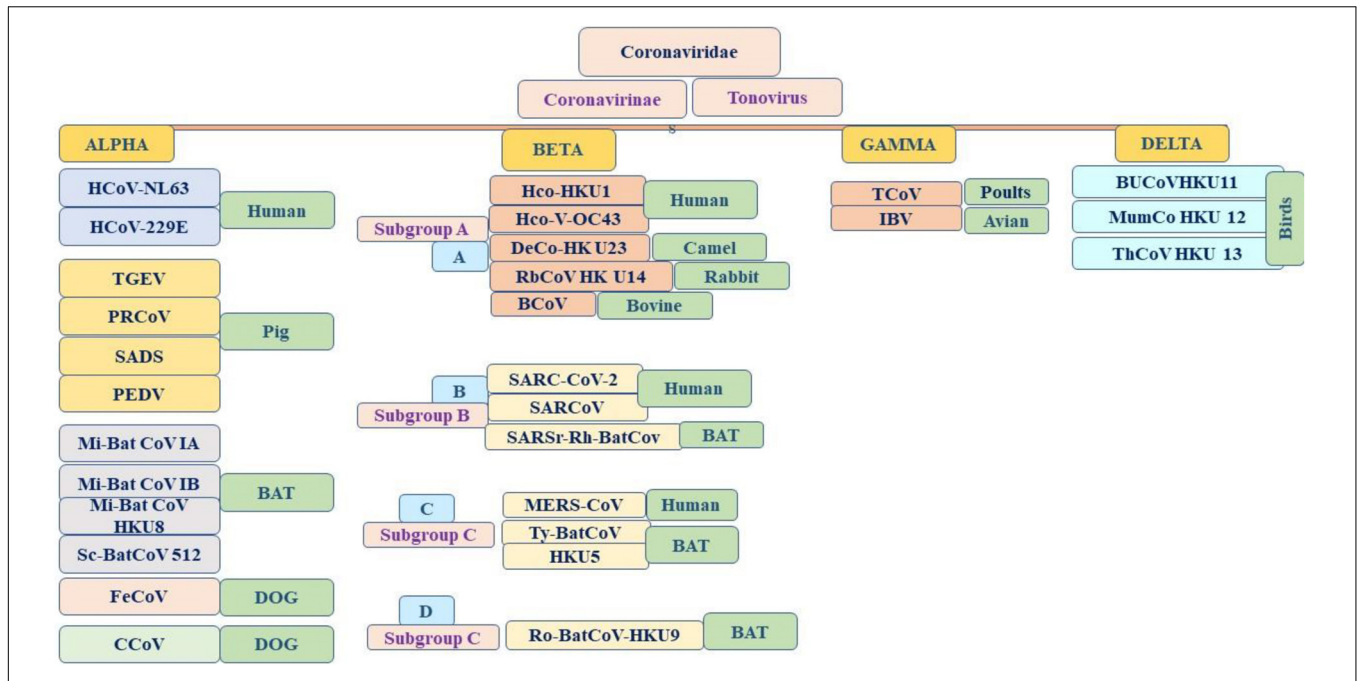 Coronaviridae
Coronavirinae
Tonovirus
s
ALPHA
HCoV-NL63
HCoV-229E
Human
TGEV
PRCoV
SADS
PEDV
Pig
Mi-Bat CoV IA
Mi-Bat CoV IB
Mi-Bat CoV
HKU8
Sc-BatCoV 512
BAT
FeCoV
DOG
CCoV
DOG
BETA
Subgroup A
A
Hco-HKU1
Hco-V-OC43
Human
DeCo-HK U23
Camel
RbCoV HK U14
Rabbit
BCoV
Bovine
B
Subgroup B
SARC-CoV-2
SARCoV
Human
SARSr-Rh-BatCov
BAT
C
Subgroup C
MERS-CoV
Human
Ty-BatCoV
HKU5
BAT
D
Subgroup C
Ro-BatCoV-HKU9
BAT
GAMMA
TCoV
Poults
IBV
Avian
DELTA
BUCoVHKU11
MumCo HKU 12
ThCoV HKU 13
Birds